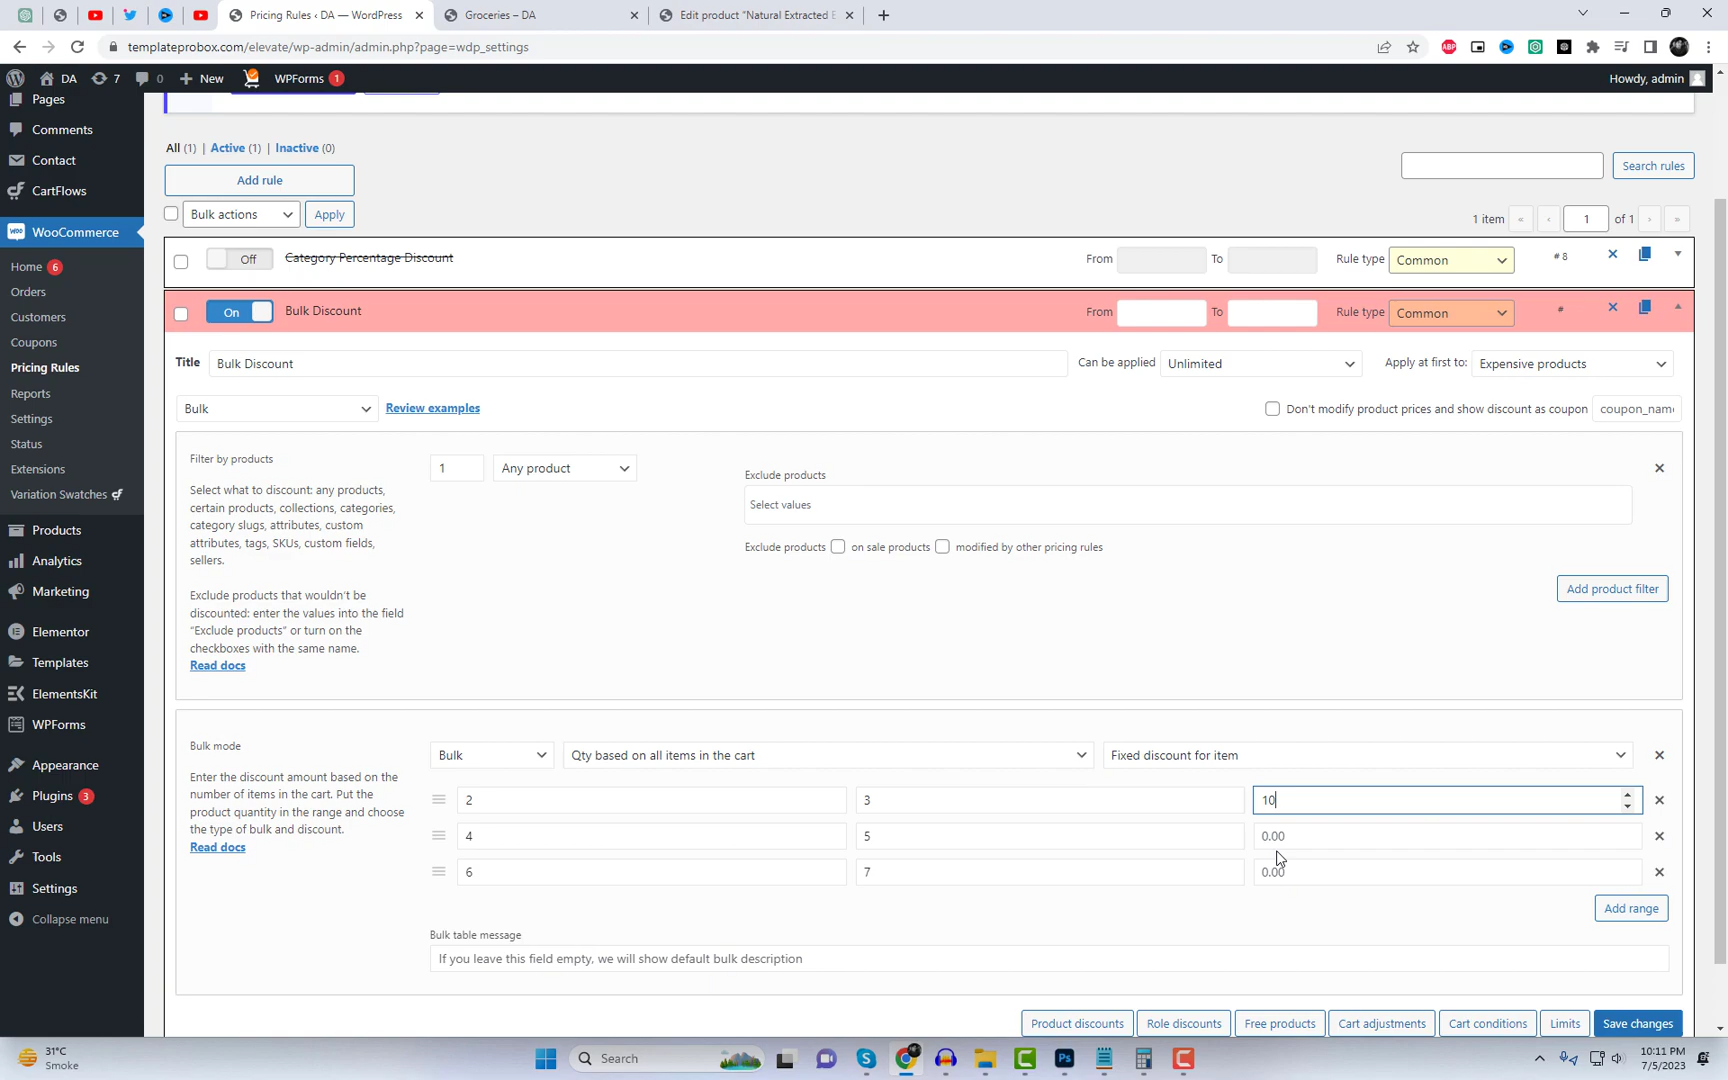 Pricing Rules ‹ DA — WordPress
Groceries – DA
Edit product "Natural Extracted E
templateprobox.com/elevate/wp-admin/admin.php?page=wdp_settings
DA
7
0
New
WPForms 1
Howdy, admin
Pages
Comments
Contact
CartFlows
WooCommerce
Home 6
Orders
Customers
Coupons
Pricing Rules
Reports
Settings
Status
Extensions
Variation Swatches
Products
Analytics
Marketing
Elementor
Templates
ElementsKit
WPForms
Appearance
Plugins 3
Users
Tools
Settings
Collapse menu
All (1) | Active (1) | Inactive (0)
Add rule
Search rules
Bulk actions
Apply
1 item « ‹ 1 of 1 › »
Off
Category Percentage Discount
From
To
Rule type
Common
# 8
On
Bulk Discount
From
To
Rule type
Common
#
Title
Bulk Discount
Can be applied
Unlimited
Apply at first to:
Expensive products
Bulk
Review examples
Don't modify product prices and show discount as coupon
coupon_name
Filter by products
1
Any product
Exclude products
Select values
Select what to discount: any products,
certain products, collections, categories,
category slugs, attributes, custom
attributes, tags, SKUs, custom fields,
sellers.
Exclude products
on sale products
modified by other pricing rules
Add product filter
Exclude products that wouldn't be
discounted: enter the values into the field
"Exclude products" or turn on the
checkboxes with the same name.
Read docs
Bulk mode
Bulk
Qty based on all items in the cart
Fixed discount for item
Enter the discount amount based on the
number of items in the cart. Put the
product quantity in the range and choose
the type of bulk and discount.
Read docs
2
3
10
4
5
0.00
6
7
0.00
Add range
Bulk table message
If you leave this field empty, we will show default bulk description
Product discounts
Role discounts
Free products
Cart adjustments
Cart conditions
Limits
Save changes
31°C
Smoke
Search
10:11 PM
7/5/2023